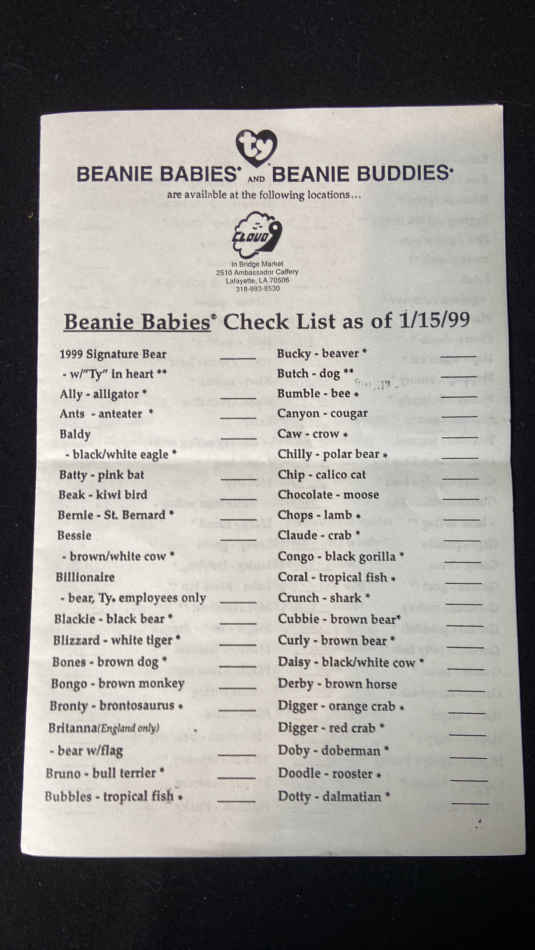 ty
BEANIE BABIES* AND BEANIE BUDDIES*
are available at the following locations...
CLOUD 9
In Bridge Market
2510 Ambassador Caffery
Lafayette, LA 70506
318-993-8530
Beanie Babies® Check List as of 1/15/99
1999 Signature Bear
- w/"Ty" in heart **
Ally - alligator *
Ants - anteater *
Baldy
- black/white eagle *
Batty - pink bat
Beak - kiwi bird
Bernie - St. Bernard *
Bessie
- brown/white cow *
Billionaire
- bear, Ty. employees only
Blackie - black bear *
Blizzard - white tiger *
Bones - brown dog *
Bongo - brown monkey
Bronty - brontosaurus •
Britanna(England only)
- bear w/flag
Bruno - bull terrier *
Bubbles - tropical fish •
Bucky - beaver *
Butch - dog **
Bumble - bee •
Canyon - cougar
Caw - crow •
Chilly - polar bear •
Chip - calico cat
Chocolate - moose
Chops - lamb •
Claude - crab *
Congo - black gorilla *
Coral - tropical fish •
Crunch - shark *
Cubbie - brown bear*
Curly - brown bear *
Daisy - black/white cow *
Derby - brown horse
Digger - orange crab •
Digger - red crab *
Doby - doberman *
Doodle - rooster •
Dotty - dalmatian *